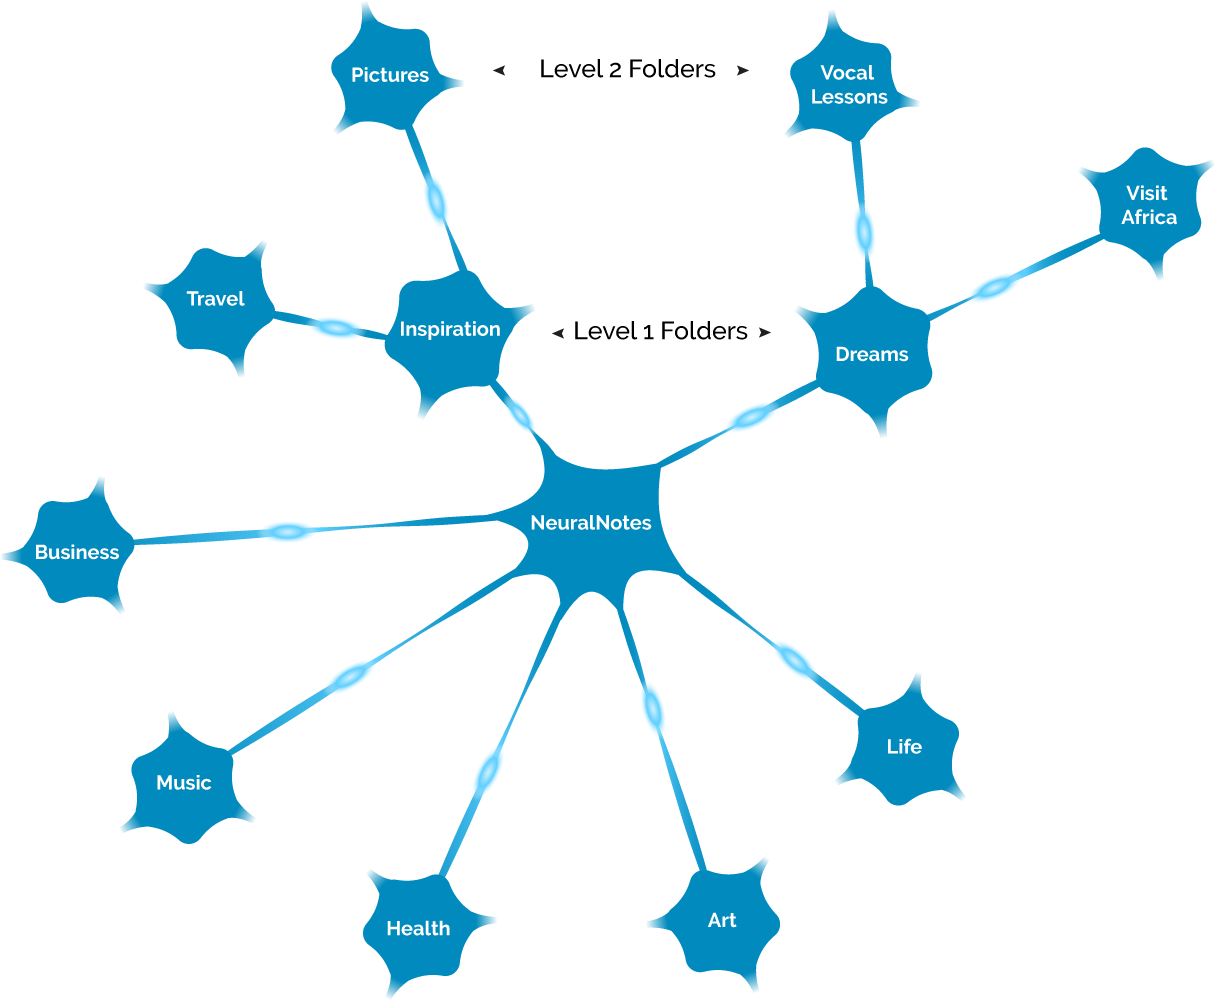 Pictures
Level 2 Folders
Vocal
Lessons
Visit
Africa
Travel
Inspiration
Level 1 Folders
Dreams
NeuralNotes
Business
Music
Life
Health
Art